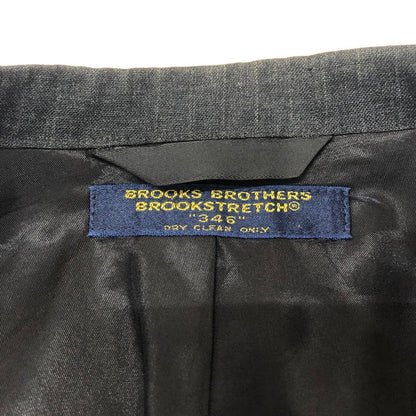 BROOKS BROTHERS
BROOKSTRETCH®
"346"
DRY CLEAN ONLY